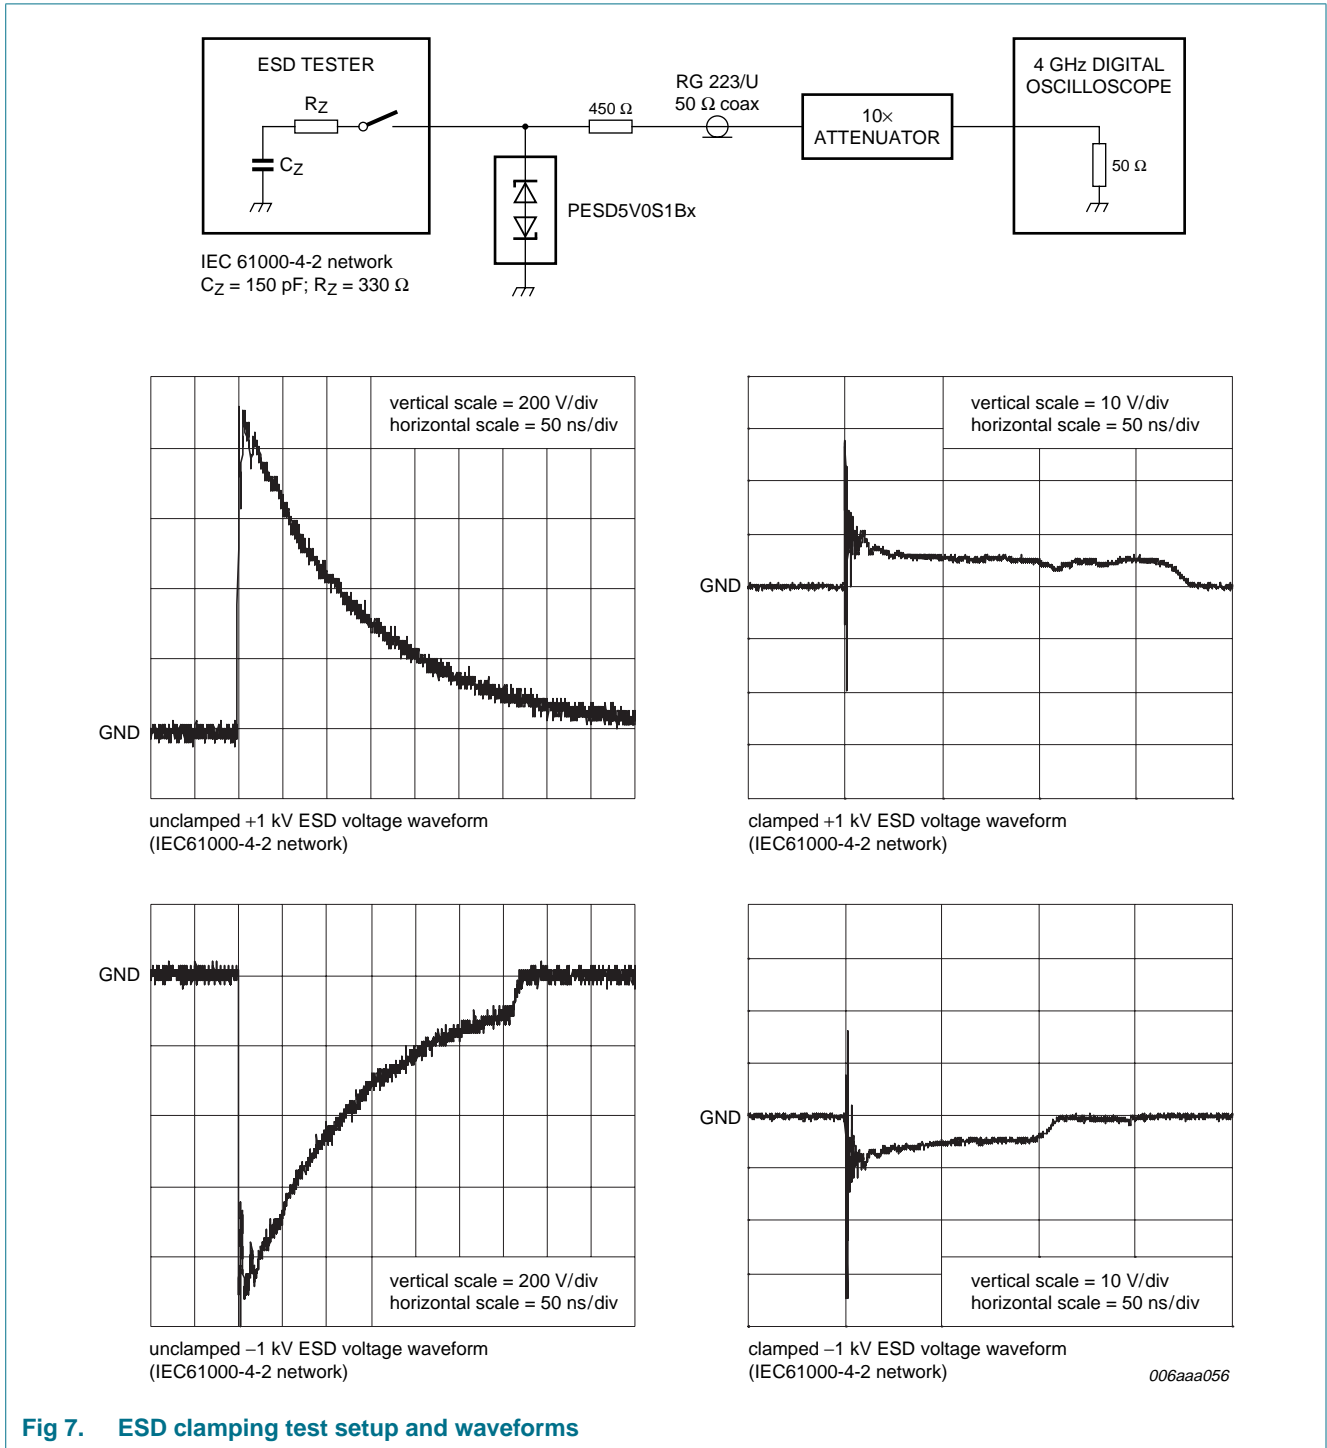 ESD TESTER
RZ
CZ
IEC 61000-4-2 network
CZ = 150 pF; RZ = 330 Ω
450 Ω
RG 223/U
50 Ω coax
PESD5V0S1Bx
10×
ATTENUATOR
4 GHz DIGITAL
OSCILLOSCOPE
50 Ω
vertical scale = 200 V/div
horizontal scale = 50 ns/div
GND
unclamped +1 kV ESD voltage waveform
(IEC61000-4-2 network)
vertical scale = 10 V/div
horizontal scale = 50 ns/div
GND
clamped +1 kV ESD voltage waveform
(IEC61000-4-2 network)
GND
vertical scale = 200 V/div
horizontal scale = 50 ns/div
unclamped −1 kV ESD voltage waveform
(IEC61000-4-2 network)
GND
vertical scale = 10 V/div
horizontal scale = 50 ns/div
clamped −1 kV ESD voltage waveform
(IEC61000-4-2 network)
006aaa056
Fig 7. ESD clamping test setup and waveforms